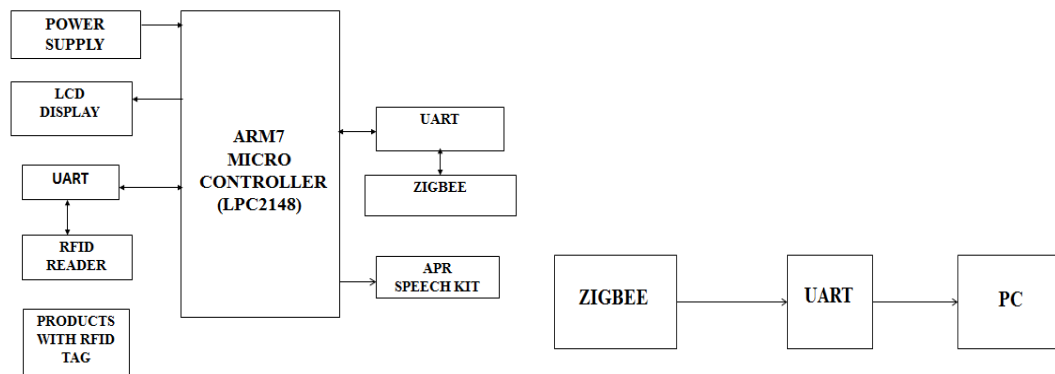 POWER
SUPPLY
LCD
DISPLAY
UART
RFID
READER
PRODUCTS
WITH RFID
TAG
ARM7
MICRO
CONTROLLER
(LPC2148)
UART
ZIGBEE
APR
SPEECH KIT
ZIGBEE
UART
PC